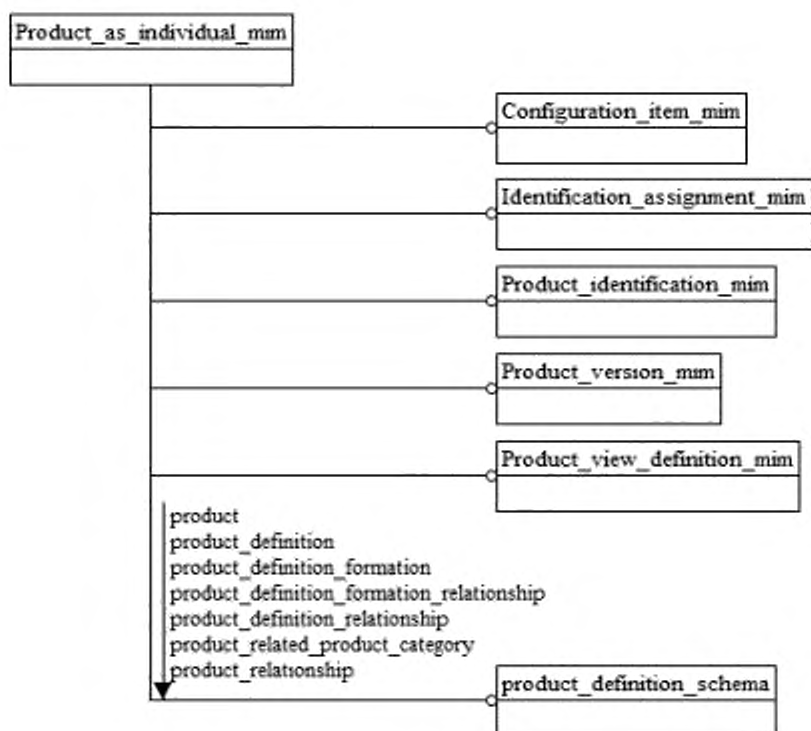 Product_as_individual_mim
Configuration_item_mim
Identification_assignment_mim
Product_identification_mim
Product_version_mim
Product_view_definition_mim
product
product_definition
product_definition_formation
product_definition_formation_relationship
product_definition_relationship
product_related_product_category
product_relationship
product_definition_schema